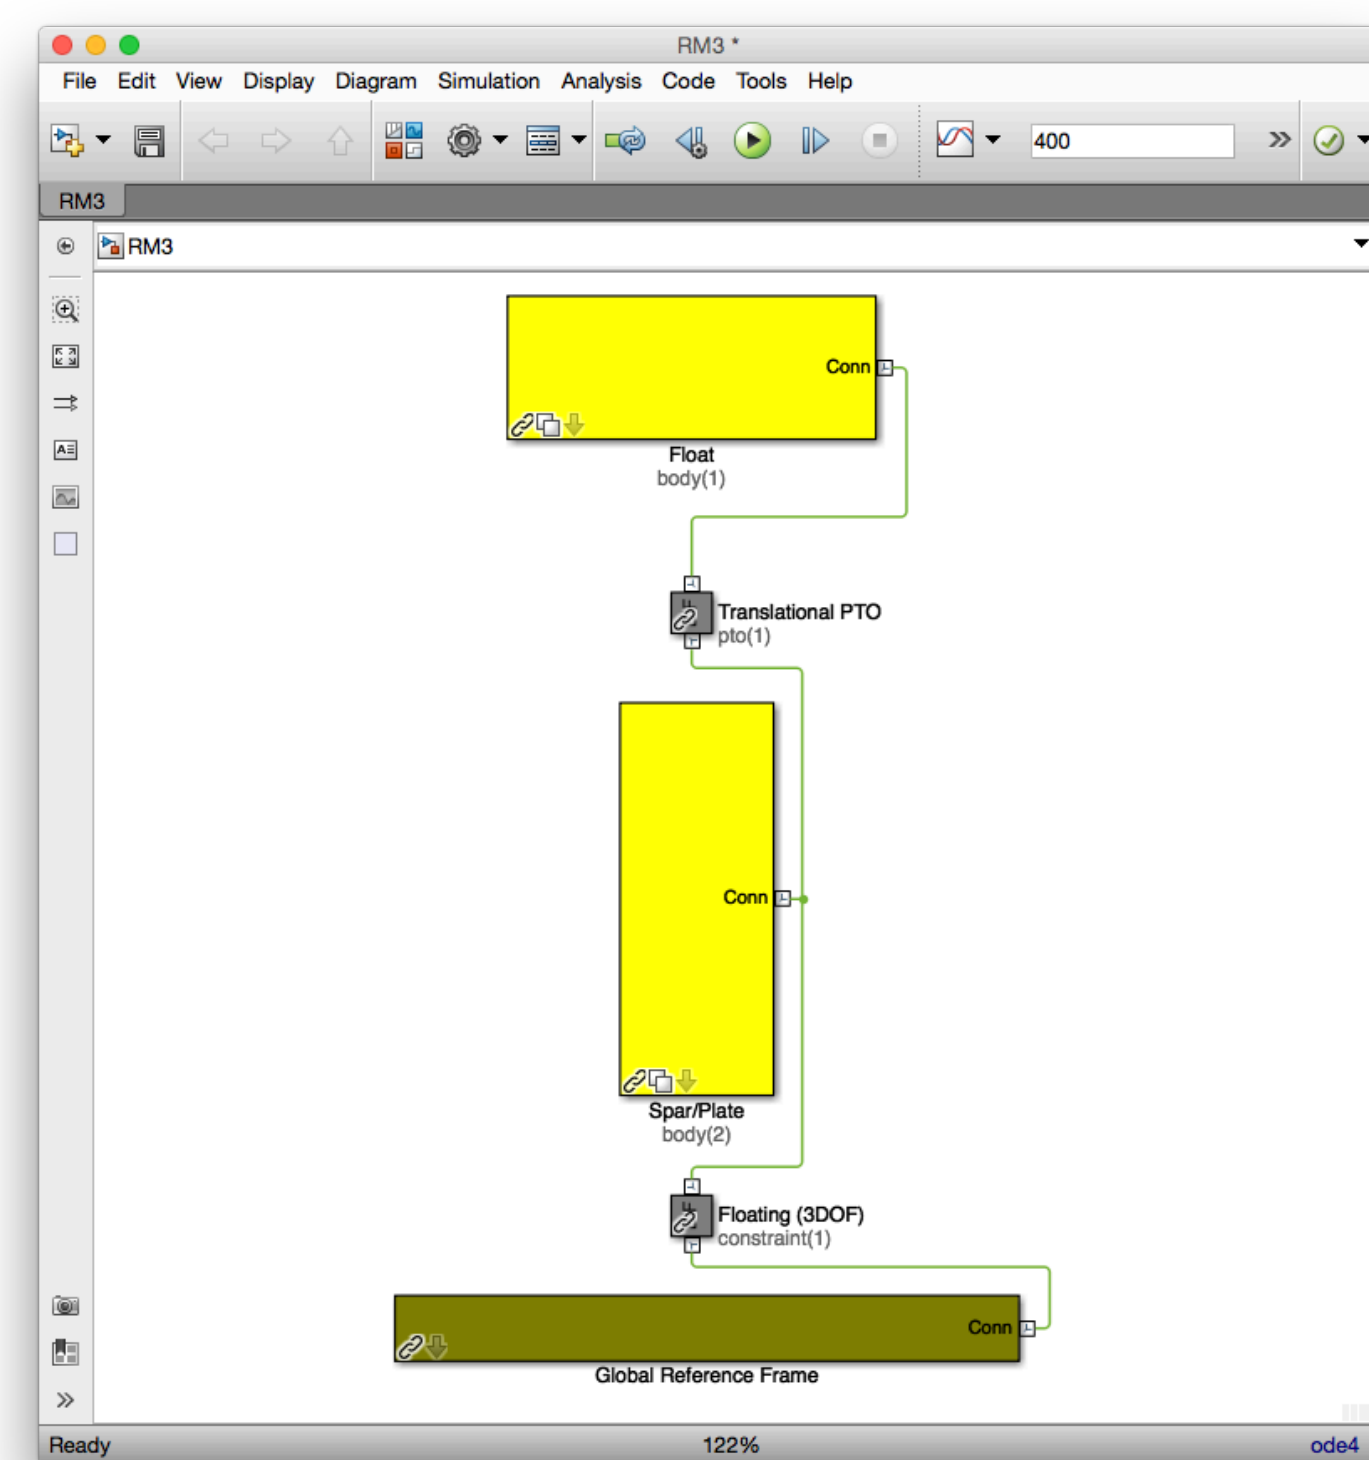 RM3 *
File Edit View Display Diagram Simulation Analysis Code Tools Help
400
RM3
RM3
Conn
Float
body(1)
Translational PTO
pto(1)
Conn
Spar/Plate
body(2)
Floating (3DOF)
constraint(1)
Conn
Global Reference Frame
Ready 122% ode4